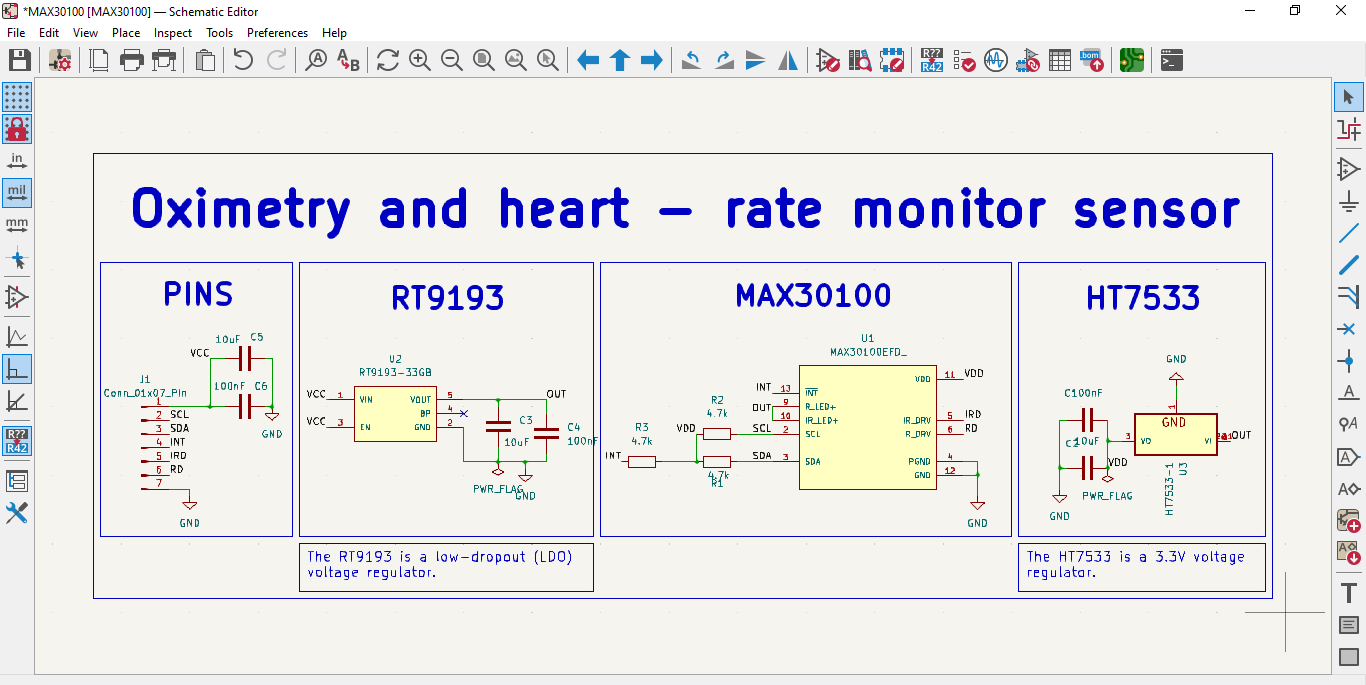 *MAX30100 [MAX30100] — Schematic Editor
File Edit View Place Inspect Tools Preferences Help
in
mil
mm
R??
R42
bom
Oximetry and heart – rate monitor sensor
PINS
VCC
10uF C5
100nF C6
GND
J1
Conn_01x07_Pin
1
2 SCL
3 SDA
4 INT
5 IRD
6 RD
7
GND
RT9193
U2
RT9193-33GB
VCC 1 VIN
VCC 3 EN
VOUT 5
BP 4
GND 2
OUT
C3
10uF
C4
100nF
PWR_FLAG
GND
MAX30100
U1
MAX30100EFD_
INT 13 INT
OUT 9 R_LED+
10 IR_LED+
SCL 2 SCL
SDA 3 SDA
VDD 11 VDD
IR_DRV 5 IRD
R_DRV 6 RD
PGND 4
GND 12
GND
R2
4.7k
VDD
R3
4.7k
INT
4.7k
R1
HT7533
GND
C100nF
10uF
1
GND
3 VO
VI
OUT
VDD
PWR_FLAG
GND
HT7533-1
U3
The RT9193 is a low-dropout (LDO)
voltage regulator.
The HT7533 is a 3.3V voltage
regulator.